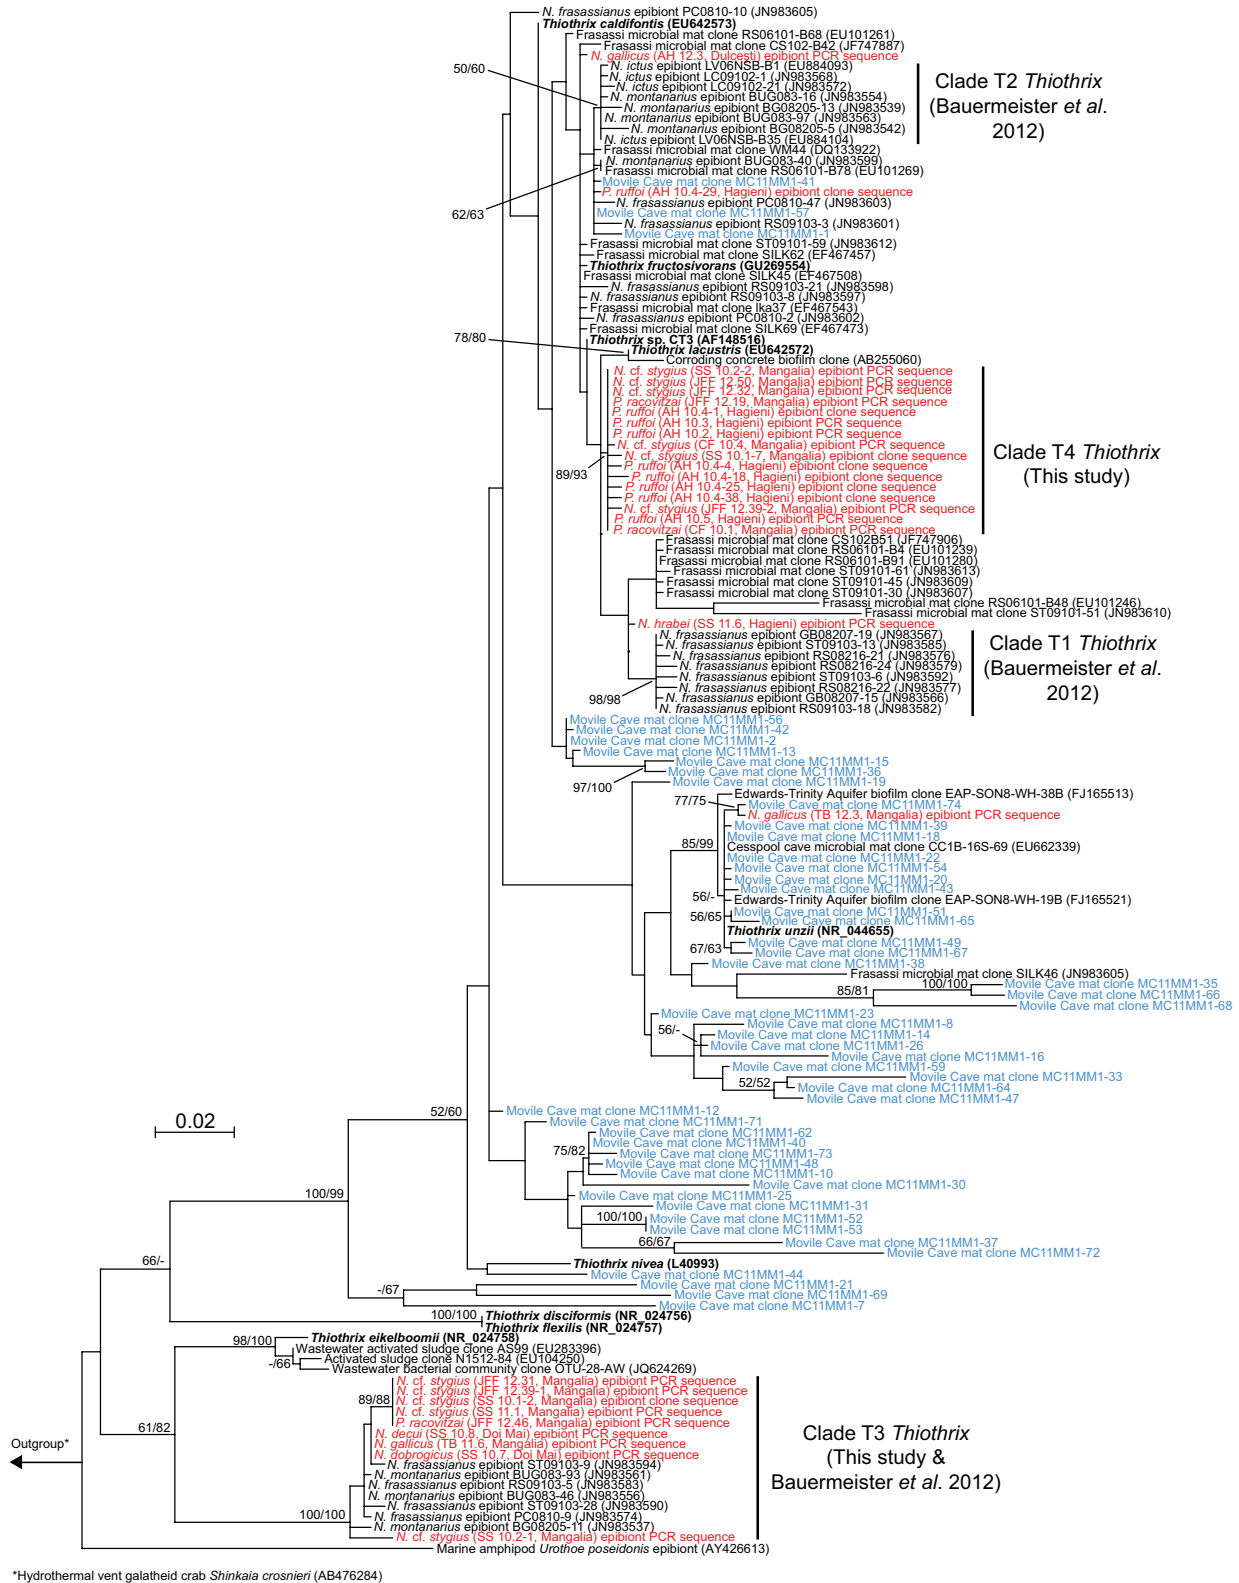 N. frasassianus epibiont PC0810-10 (JN983605)
Thiothrix caldifontis (EU642573)
Frasassi microbial mat clone RS06101-B68 (EU101261)
Frasassi microbial mat clone CS102-B42 (JF747887)
N. gallicus (AH 12.3, Dulcesti) epibiont PCR sequence
50/60
N. ictus epibiont LV06NSB-B1 (EU884093)
N. ictus epibiont LC09102-1 (JN983568)
N. ictus epibiont LC09102-21 (JN983572)
N. montanarius epibiont BUG083-16 (JN983554)
N. montanarius epibiont BG08205-13 (JN983539)
N. montanarius epibiont BUG083-97 (JN983563)
N. montanarius epibiont BG08205-5 (JN983542)
N. ictus epibiont LV06NSB-B35 (EU884104)
Clade T2 Thiothrix
(Bauermeister et al.
2012)
Frasassi microbial mat clone WM44 (DQ133922)
N. montanarius epibiont BUG083-40 (JN983599)
Frasassi microbial mat clone RS06101-B78 (EU101269)
62/63
Movile Cave mat clone MC11MM1-41
P. ruffoi (AH 10.4-29, Hagieni) epibiont clone sequence
N. frasassianus epibiont PC0810-47 (JN983603)
Movile Cave mat clone MC11MM1-57
N. frasassianus epibiont RS09103-3 (JN983601)
Movile Cave mat clone MC11MM1-1
Frasassi microbial mat clone ST09101-59 (JN983612)
Frasassi microbial mat clone SILK62 (EF467457)
Thiothrix fructosivorans (GU269554)
Frasassi microbial mat clone SILK45 (EF467508)
N. frasassianus epibiont RS09103-21 (JN983598)
N. frasassianus epibiont RS09103-8 (JN983597)
Frasassi microbial mat clone lka37 (EF467543)
N. frasassianus epibiont PC0810-2 (JN983602)
Frasassi microbial mat clone SILK69 (EF467473)
78/80
Thiothrix sp. CT3 (AF148516)
Thiothrix lacustris (EU642572)
Corroding concrete biofilm clone (AB255060)
N. cf. stygius (SS 10.2-2, Mangalia) epibiont PCR sequence
N. cf. stygius (JFF 12.50, Mangalia) epibiont PCR sequence
N. cf. stygius (JFF 12.32, Mangalia) epibiont PCR sequence
P. racovitzai (JFF 12.19, Mangalia) epibiont PCR sequence
P. ruffoi (AH 10.4-1, Hagieni) epibiont clone sequence
P. ruffoi (AH 10.3, Hagieni) epibiont PCR sequence
P. ruffoi (AH 10.2, Hagieni) epibiont PCR sequence
N. cf. stygius (CF 10.4, Mangalia) epibiont PCR sequence
N. cf. stygius (SS 10.1-7, Mangalia) epibiont clone sequence
P. ruffoi (AH 10.4-4, Hagieni) epibiont clone sequence
P. ruffoi (AH 10.4-18, Hagieni) epibiont clone sequence
P. ruffoi (AH 10.4-25, Hagieni) epibiont clone sequence
P. ruffoi (AH 10.4-38, Hagieni) epibiont clone sequence
N. cf. stygius (JFF 12.39-2, Mangalia) epibiont PCR sequence
P. ruffoi (AH 10.5, Hagieni) epibiont PCR sequence
P. racovitzai (CF 10.1, Mangalia) epibiont PCR sequence
89/93
Clade T4 Thiothrix
(This study)
Frasassi microbial mat clone CS102B51 (JF747906)
Frasassi microbial mat clone RS06101-B4 (EU101239)
Frasassi microbial mat clone RS06101-B91 (EU101280)
Frasassi microbial mat clone ST09101-61 (JN983613)
Frasassi microbial mat clone ST09101-45 (JN983609)
Frasassi microbial mat clone ST09101-30 (JN983607)
Frasassi microbial mat clone RS06101-B48 (EU101246)
Frasassi microbial mat clone ST09101-51 (JN983610)
N. hrabei (SS 11.6, Hagieni) epibiont PCR sequence
N. frasassianus epibiont GB08207-19 (JN983567)
N. frasassianus epibiont ST09103-13 (JN983585)
N. frasassianus epibiont RS08216-21 (JN983576)
N. frasassianus epibiont RS08216-24 (JN983579)
N. frasassianus epibiont ST09103-6 (JN983592)
N. frasassianus epibiont RS08216-22 (JN983577)
N. frasassianus epibiont GB08207-15 (JN983566)
N. frasassianus epibiont RS09103-18 (JN983582)
98/98
Clade T1 Thiothrix
(Bauermeister et al.
2012)
Movile Cave mat clone MC11MM1-56
Movile Cave mat clone MC11MM1-42
Movile Cave mat clone MC11MM1-2
Movile Cave mat clone MC11MM1-13
Movile Cave mat clone MC11MM1-15
Movile Cave mat clone MC11MM1-36
97/100
Movile Cave mat clone MC11MM1-19
Edwards-Trinity Aquifer biofilm clone EAP-SON8-WH-38B (FJ165513)
77/75
Movile Cave mat clone MC11MM1-74
N. gallicus (TB 12.3, Mangalia) epibiont PCR sequence
Movile Cave mat clone MC11MM1-39
Movile Cave mat clone MC11MM1-18
85/99
Cesspool cave microbial mat clone CC1B-16S-69 (EU662339)
Movile Cave mat clone MC11MM1-22
Movile Cave mat clone MC11MM1-54
Movile Cave mat clone MC11MM1-20
Movile Cave mat clone MC11MM1-43
56/-
Edwards-Trinity Aquifer biofilm clone EAP-SON8-WH-19B (FJ165521)
56/65
Movile Cave mat clone MC11MM1-51
Movile Cave mat clone MC11MM1-65
Thiothrix unzii (NR_044655)
67/63
Movile Cave mat clone MC11MM1-49
Movile Cave mat clone MC11MM1-67
Movile Cave mat clone MC11MM1-38
Frasassi microbial mat clone SILK46 (JN983605)
85/81
100/100
Movile Cave mat clone MC11MM1-35
Movile Cave mat clone MC11MM1-66
Movile Cave mat clone MC11MM1-68
Movile Cave mat clone MC11MM1-23
56/-
Movile Cave mat clone MC11MM1-8
Movile Cave mat clone MC11MM1-14
Movile Cave mat clone MC11MM1-26
Movile Cave mat clone MC11MM1-16
Movile Cave mat clone MC11MM1-59
52/52
Movile Cave mat clone MC11MM1-33
Movile Cave mat clone MC11MM1-64
Movile Cave mat clone MC11MM1-47
0.02
52/60
Movile Cave mat clone MC11MM1-12
Movile Cave mat clone MC11MM1-71
Movile Cave mat clone MC11MM1-62
Movile Cave mat clone MC11MM1-40
75/82
Movile Cave mat clone MC11MM1-73
Movile Cave mat clone MC11MM1-48
Movile Cave mat clone MC11MM1-10
Movile Cave mat clone MC11MM1-30
100/99
Movile Cave mat clone MC11MM1-25
Movile Cave mat clone MC11MM1-31
100/100
Movile Cave mat clone MC11MM1-52
Movile Cave mat clone MC11MM1-53
66/67
Movile Cave mat clone MC11MM1-37
Movile Cave mat clone MC11MM1-72
66/-
Thiothrix nivea (L40993)
Movile Cave mat clone MC11MM1-44
-/67
Movile Cave mat clone MC11MM1-21
Movile Cave mat clone MC11MM1-69
Movile Cave mat clone MC11MM1-7
100/100
Thiothrix disciformis (NR_024756)
Thiothrix flexilis (NR_024757)
98/100
Thiothrix eikelboomii (NR_024758)
Wastewater activated sludge clone AS99 (EU283396)
-/66
Activated sludge clone N1512-84 (EU104250)
Wastewater bacterial community clone OTU-28-AW (JQ624269)
N. cf. stygius (JFF 12.31, Mangalia) epibiont PCR sequence
N. cf. stygius (JFF 12.39-1, Mangalia) epibiont PCR sequence
89/88
N. cf. stygius (SS 10.1-2, Mangalia) epibiont clone sequence
N. cf. stygius (SS 11.1, Mangalia) epibiont PCR sequence
P. racovitzai (JFF 12.46, Mangalia) epibiont PCR sequence
61/82
N. decui (SS 10.8, Doi Mai) epibiont PCR sequence
N. gallicus (TB 11.6, Mangalia) epibiont PCR sequence
N. dobrogicus (SS 10.7, Doi Mai) epibiont PCR sequence
N. frasassianus epibiont ST09103-9 (JN983594)
N. montanarius epibiont BUG083-93 (JN983561)
N. frasassianus epibiont RS09103-5 (JN983583)
N. montanarius epibiont BUG083-46 (JN983556)
N. frasassianus epibiont ST09103-28 (JN983590)
100/100
N. frasassianus epibiont PC0810-9 (JN983574)
N. montanarius epibiont BG08205-11 (JN983537)
N. cf. stygius (SS 10.2-1, Mangalia) epibiont PCR sequence
Clade T3 Thiothrix
(This study &
Bauermeister et al. 2012)
Outgroup*
Marine amphipod Urothoe poseidonis epibiont (AY426613)
*Hydrothermal vent galatheid crab Shinkaia crosnieri (AB476284)